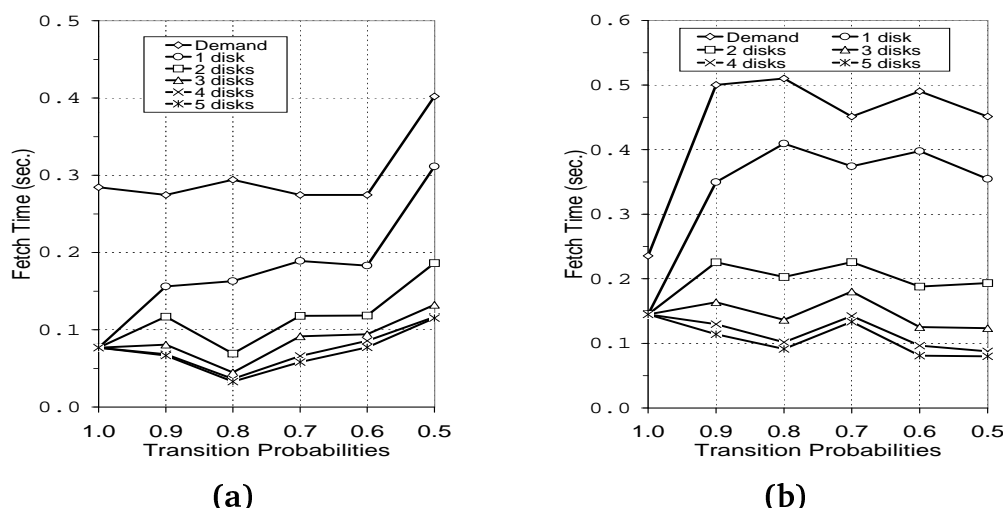 0.5
0.4
0.3
0.2
0.1
0.0
Fetch Time (sec.)
Demand
1 disk
2 disks
3 disks
4 disks
5 disks
1.0 0.9 0.8 0.7 0.6 0.5
Transition Probabilities
(a)
0.6
0.5
0.4
0.3
0.2
0.1
0.0
Fetch Time (sec.)
Demand 1 disk
2 disks 3 disks
4 disks 5 disks
1.0 0.9 0.8 0.7 0.6 0.5
Transition Probabilities
(b)